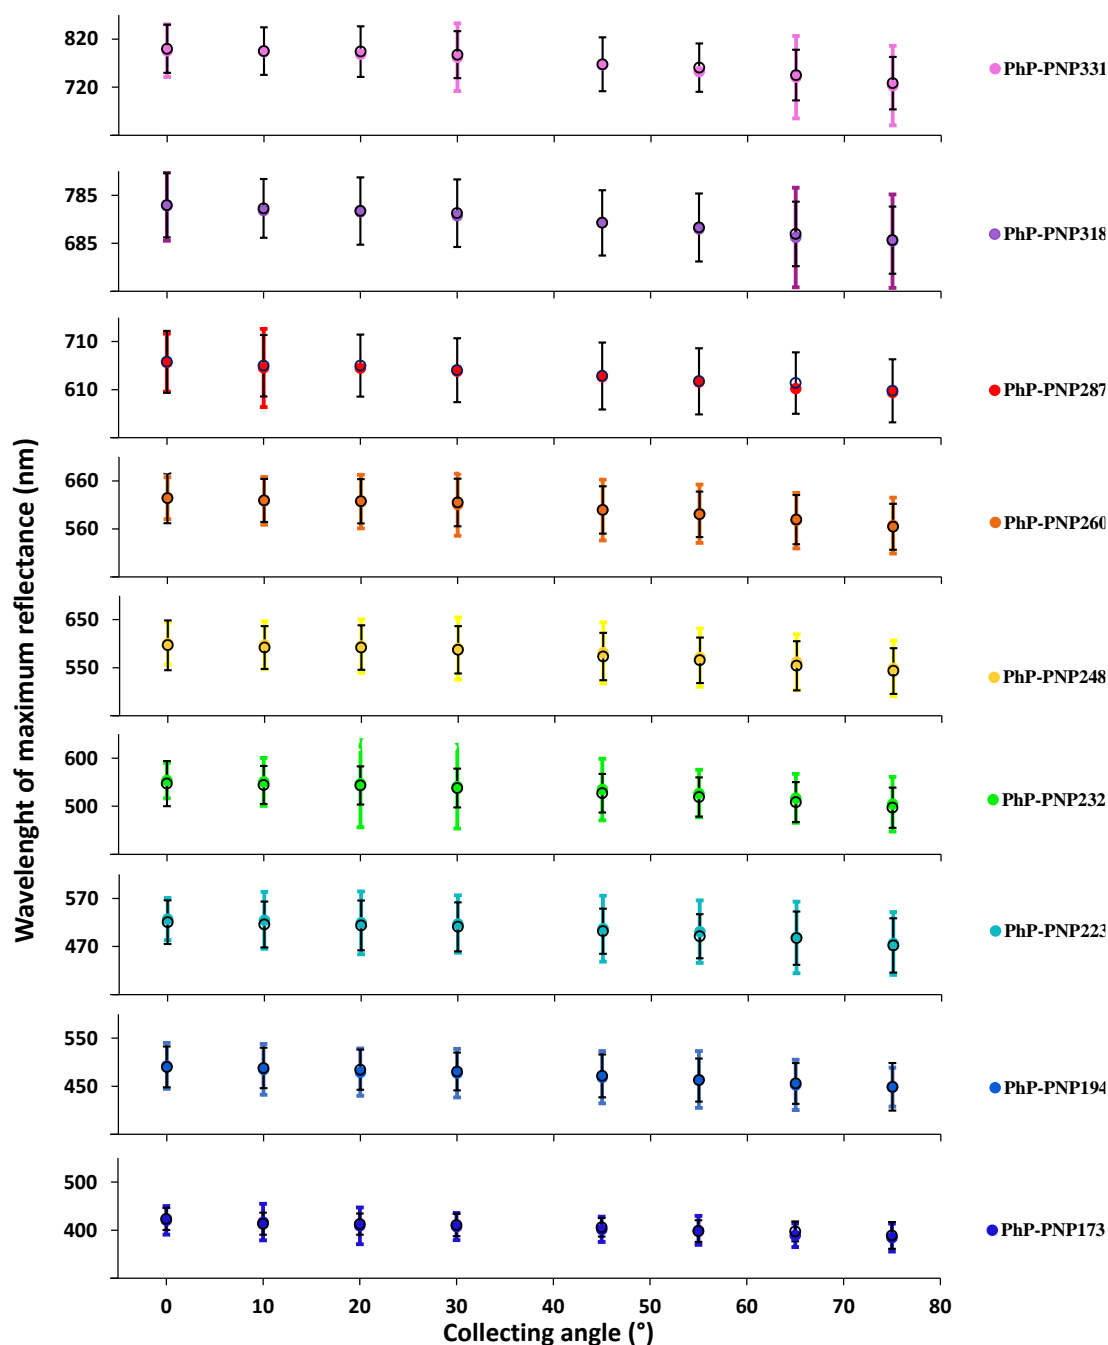 820
720
PhP-PNP331
785
685
PhP-PNP318
710
610
PhP-PNP287
660
560
PhP-PNP260
650
550
PhP-PNP248
600
500
PhP-PNP232
570
470
PhP-PNP223
550
450
PhP-PNP194
500
400
PhP-PNP173
Wavelenght of maximum reflectance (nm)
0 10 20 30 40 50 60 70 80
Collecting angle (°)